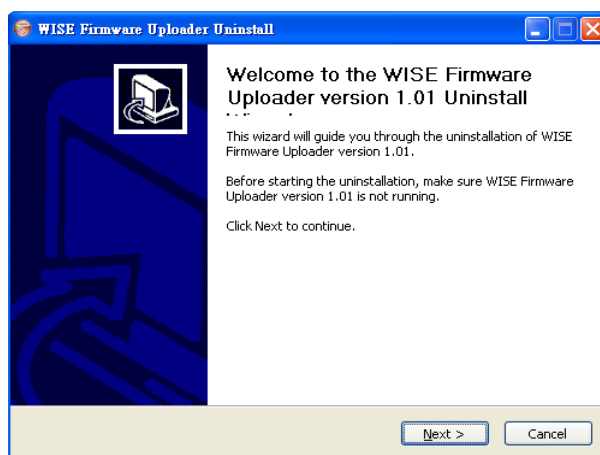 WISE Firmware Uploader Uninstall
Welcome to the WISE Firmware
Uploader version 1.01 Uninstall
This wizard will guide you through the uninstallation of WISE
Firmware Uploader version 1.01.
Before starting the uninstallation, make sure WISE Firmware
Uploader version 1.01 is not running.
Click Next to continue.
Next >
Cancel